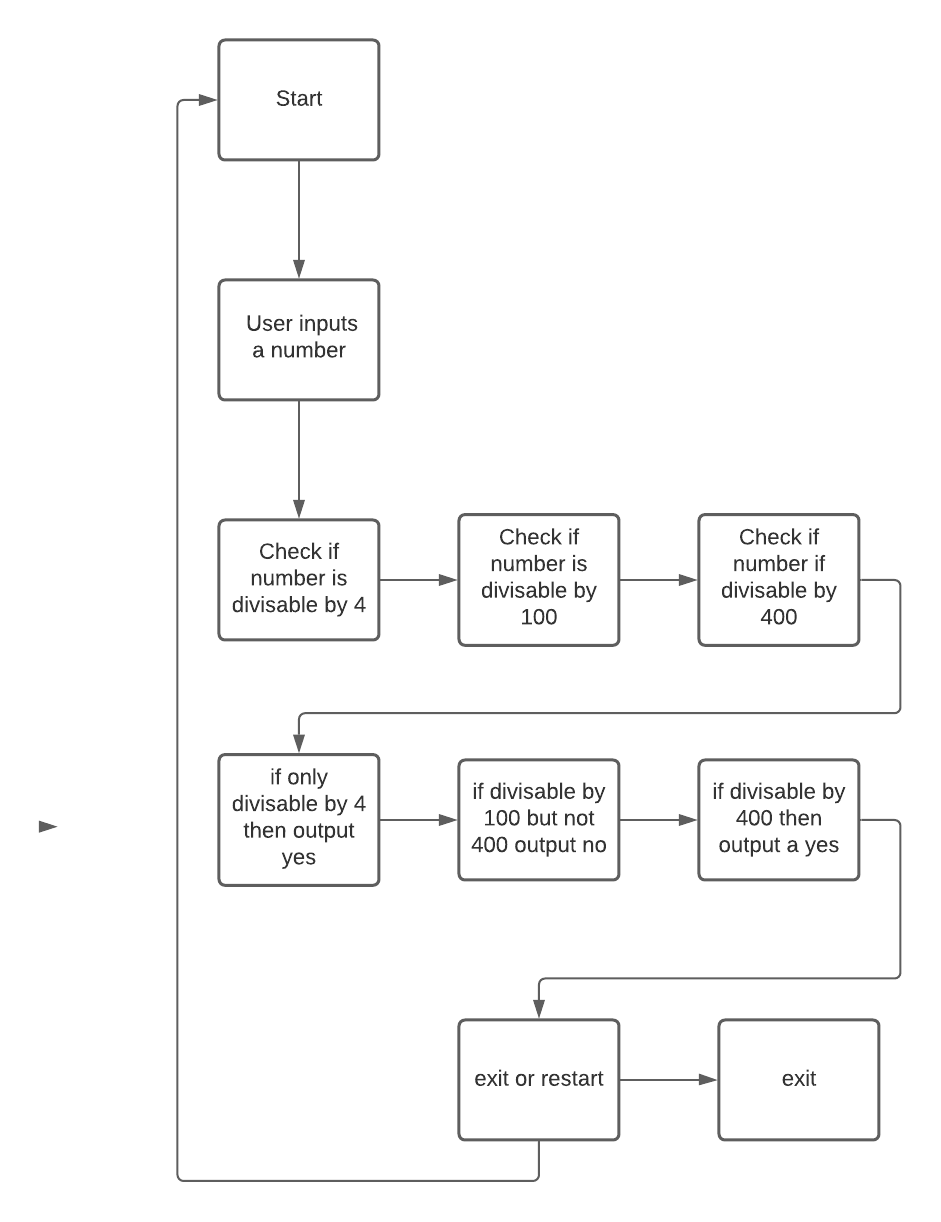 Start
User inputs
a number
Check if
number is
divisable by 4
Check if
number is
divisable by
100
Check if
number if
divisable by
400
if only
divisable by 4
then output
yes
if divisable by
100 but not
400 output no
if divisable by
400 then
output a yes
exit or restart
exit